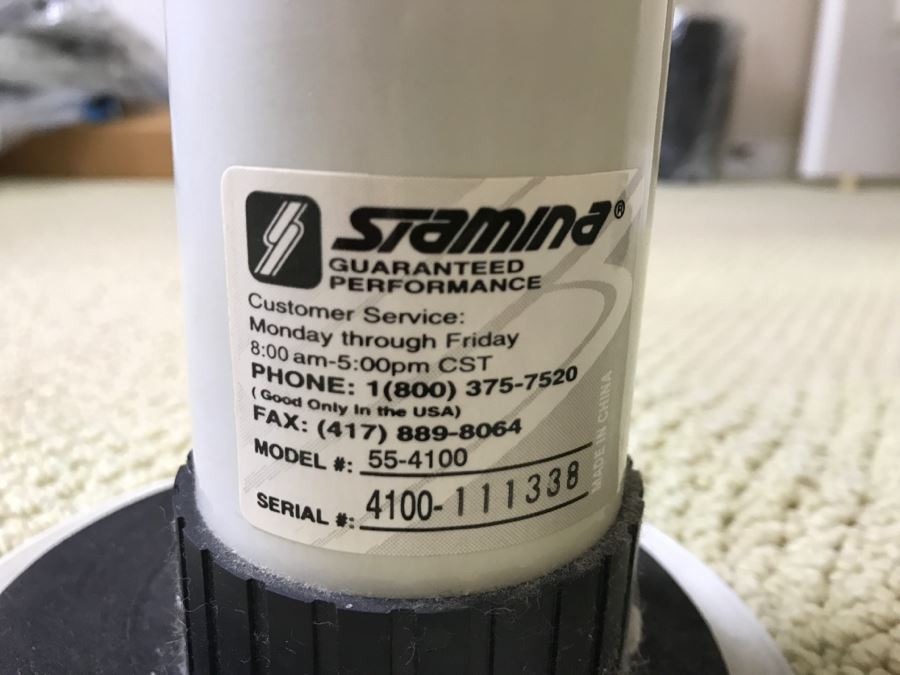 Stamina®
GUARANTEED
PERFORMANCE
Customer Service:
Monday through Friday
8:00 am-5:00pm CST
PHONE: 1(800) 375-7520
( Good Only In the USA)
FAX: (417) 889-8064
MODEL #: 55-4100
SERIAL #: 4100-111338
MADE IN CHINA